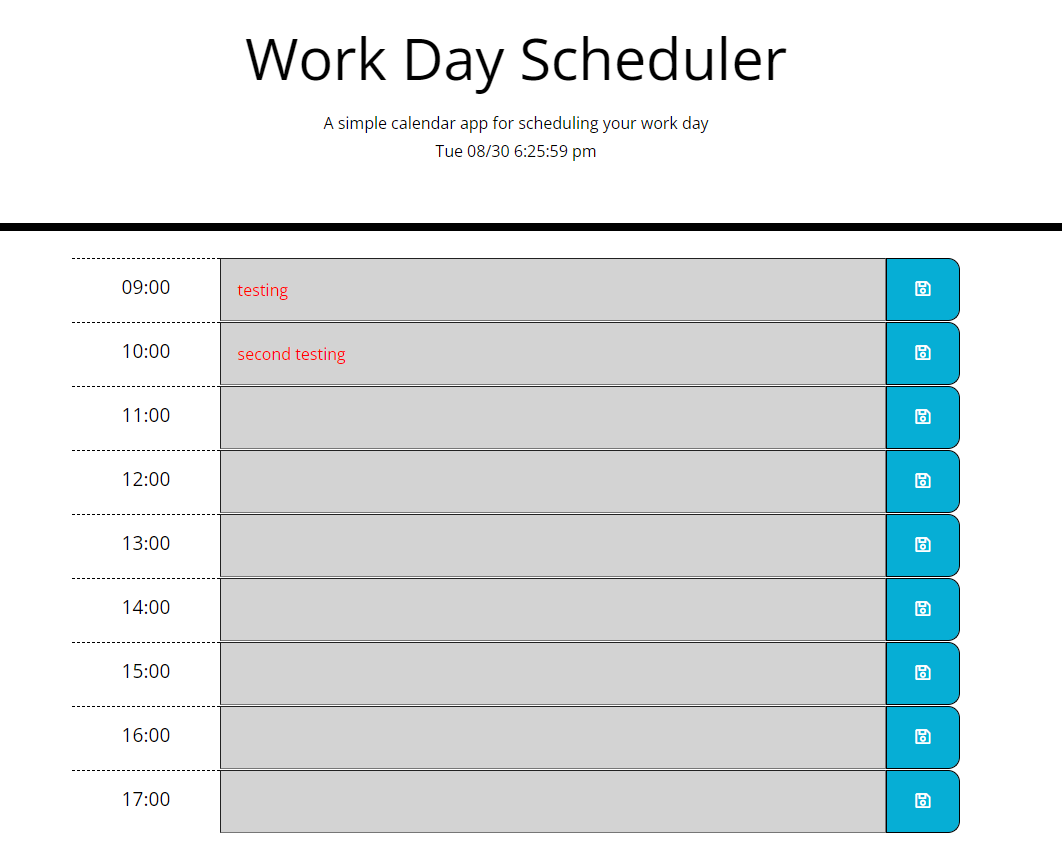 Work Day Scheduler
A simple calendar app for scheduling your work day
Tue 08/30 6:25:59 pm
09:00 testing
10:00 second testing
11:00
12:00
13:00
14:00
15:00
16:00
17:00